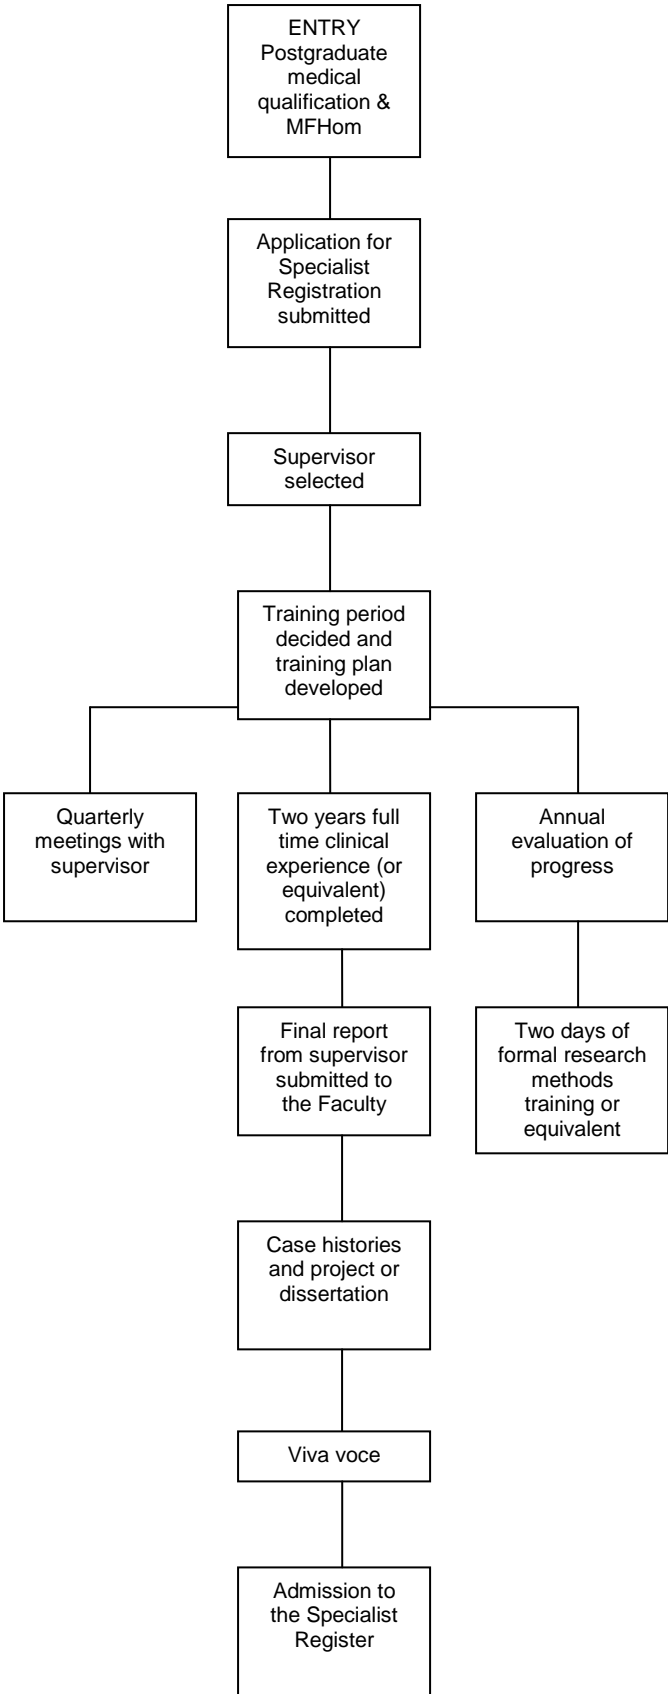 ENTRY
Postgraduate
medical
qualification &
MFHom
Application for
Specialist
Registration
submitted
Supervisor
selected
Training period
decided and
training plan
developed
Quarterly
meetings with
supervisor
Two years full
time clinical
experience (or
equivalent)
completed
Annual
evaluation of
progress
Final report
from supervisor
submitted to
the Faculty
Two days of
formal research
methods
training or
equivalent
Case histories
and project or
dissertation
Viva voce
Admission to
the Specialist
Register